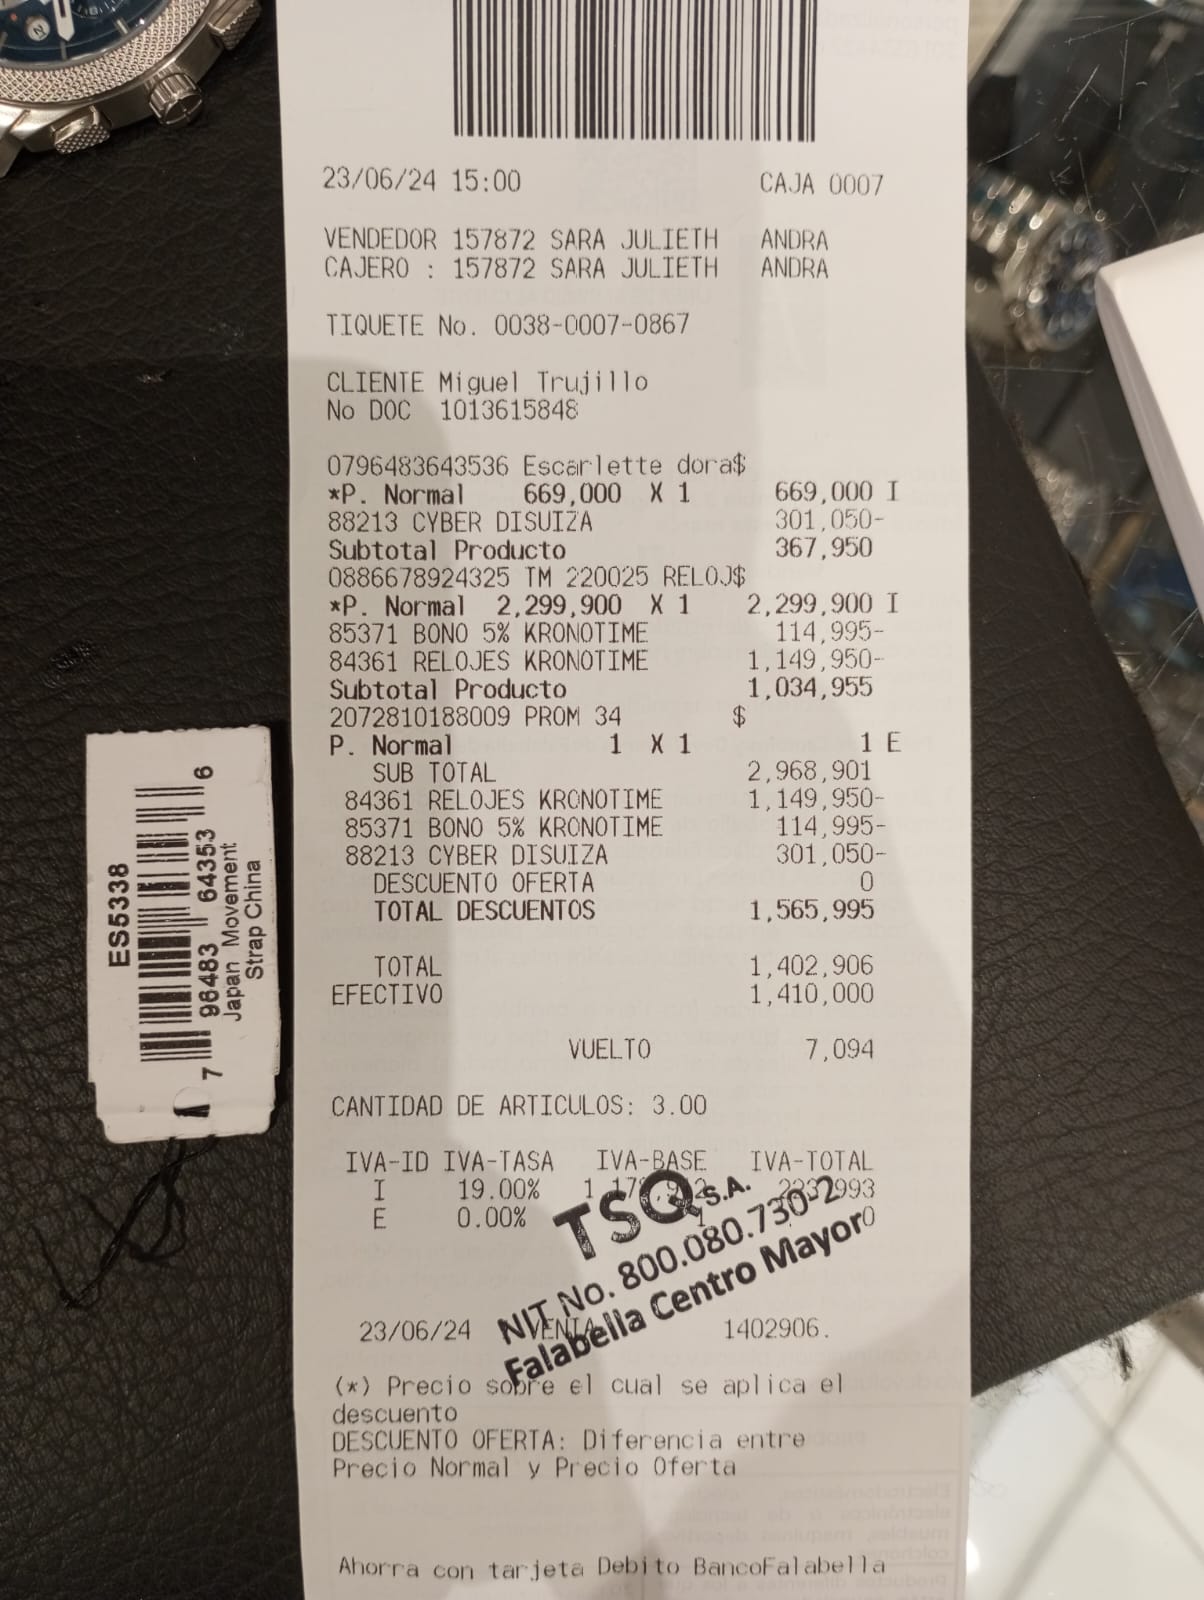 23/06/24 15:00 CAJA 0007
VENDEDOR 157872 SARA JULIETH ANDRA
CAJERO : 157872 SARA JULIETH ANDRA
TIQUETE No. 0038-0007-0867
CLIENTE Miguel Trujillo
No DOC 1013615848
0796483643536 Escarlette dora$
*P. Normal 669,000 X 1 669,000 I
88213 CYBER DISUIZA 301,050-
Subtotal Producto 367,950
0886678924325 TM 220025 RELOJ$
*P. Normal 2,299,900 X 1 2,299,900 I
85371 BONO 5% KRONOTIME 114,995-
84361 RELOJES KRONOTIME 1,149,950-
Subtotal Producto 1,034,955
2072810188009 PROM 34 $
P. Normal 1 X 1 1 E
SUB TOTAL 2,968,901
84361 RELOJES KRONOTIME 1,149,950-
85371 BONO 5% KRONOTIME 114,995-
88213 CYBER DISUIZA 301,050-
DESCUENTO OFERTA 0
TOTAL DESCUENTOS 1,565,995
TOTAL 1,402,906
EFECTIVO 1,410,000
VUELTO 7,094
CANTIDAD DE ARTICULOS: 3.00
IVA-ID IVA-TASA IVA-BASE IVA-TOTAL
I 19.00%
E 0.00% 1 0
TSQ S.A.
NIT No. 800.080.730-2
Falabella Centro Mayor
23/06/24 VENTA 1402906.
(*) Precio sobre el cual se aplica el
descuento
DESCUENTO OFERTA: Diferencia entre
Precio Normal y Precio Oferta
Ahorra con tarjeta Debito BancoFalabella
ES5338
7 96483 64353 6
Japan Movement
Strap China